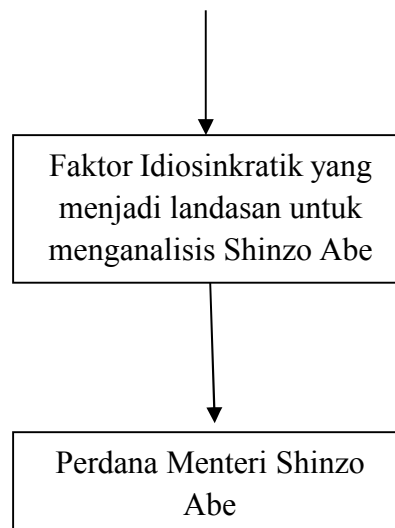 Faktor Idiosinkratik yang
menjadi landasan untuk
menganalisis Shinzo Abe
Perdana Menteri Shinzo
Abe